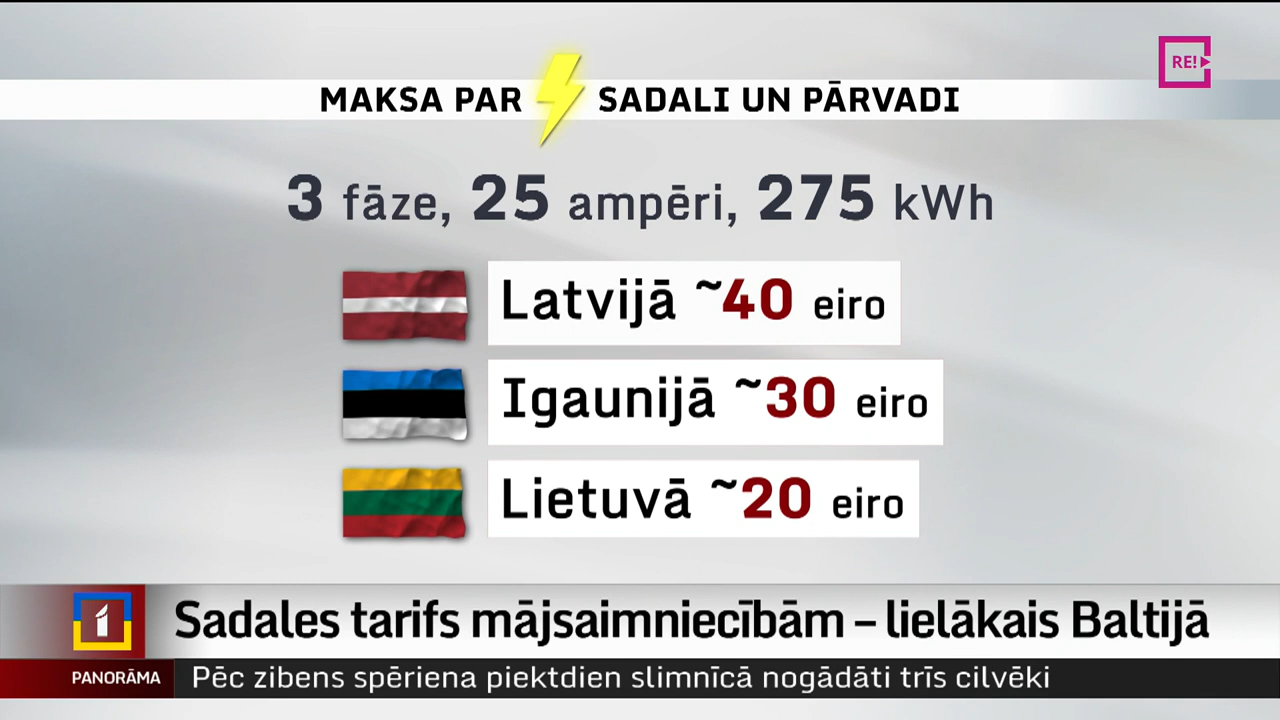 RE!
MAKSA PAR SADALI UN PĀRVADI
3 fāze, 25 ampēri, 275 kWh
Latvijā ~40 eiro
Igaunijā ~30 eiro
Lietuvā ~20 eiro
1
Sadales tarifs mājsaimniecībām – lielākais Baltijā
PANORĀMA
Pēc zibens spēriena piektdien slimnīcā nogādāti trīs cilvēki